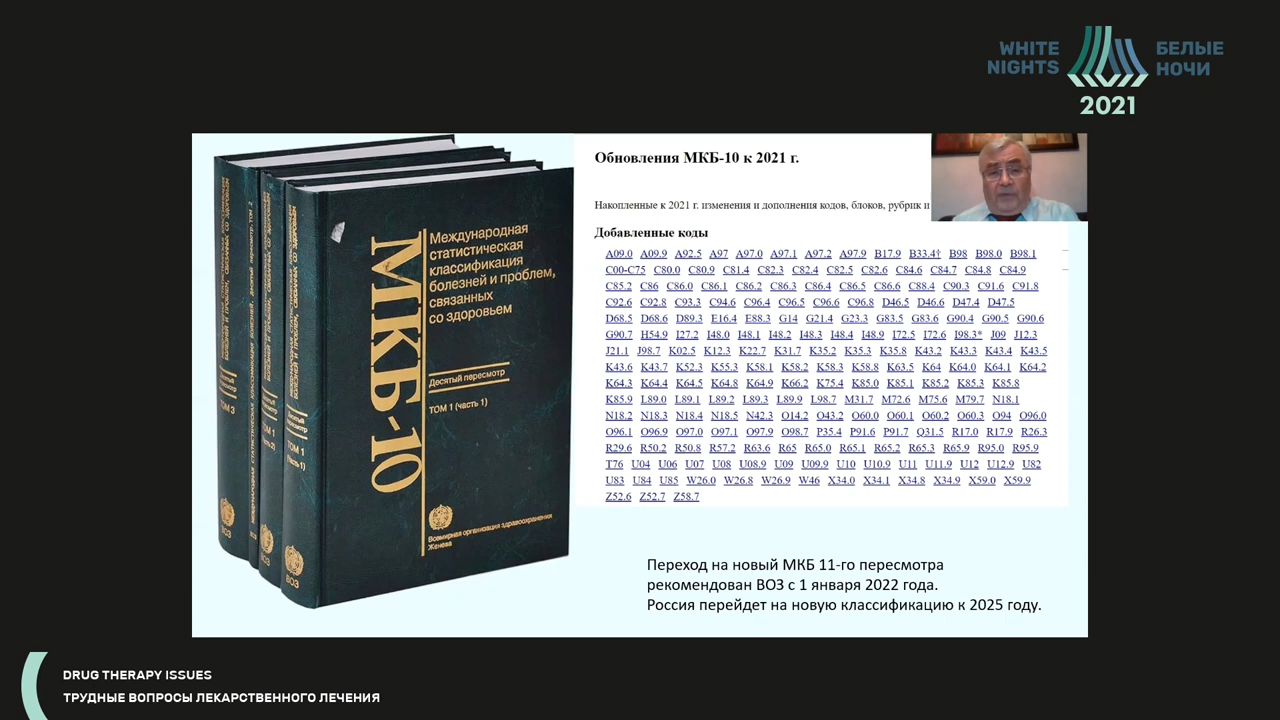 WHITE NIGHTS
БЕЛЫЕ НОЧИ
2021
МКБ-10
Международная
статистическая
классификация
болезней и проблем,
связанных
со здоровьем
Десятый пересмотр
ТОМ 1 (часть 1)
Всемирная организация здравоохранения
Женева
ТОМ 3
ТОМ 1
ТОМ 1
ВОЗ
ВОЗ
ВОЗ
ВОЗ
Обновления МКБ-10 к 2021 г.
Накопленные к 2021 г. изменения и дополнения кодов, блоков, рубрик и
Добавленные коды
A09.0 A09.9 A92.5 A97 A97.0 A97.1 A97.2 A97.9 B17.9 B33.4† B98 B98.0 B98.1
C00-C75 C80.0 C80.9 C81.4 C82.3 C82.4 C82.5 C82.6 C84.6 C84.7 C84.8 C84.9
C85.2 C86 C86.0 C86.1 C86.2 C86.3 C86.4 C86.5 C86.6 C88.4 C90.3 C91.6 C91.8
C92.6 C92.8 C93.3 C94.6 C96.4 C96.5 C96.6 C96.8 D46.5 D46.6 D47.4 D47.5
D68.5 D68.6 D89.3 E16.4 E88.3 G14 G21.4 G23.3 G83.5 G83.6 G90.4 G90.5 G90.6
G90.7 H54.9 I27.2 I48.0 I48.1 I48.2 I48.3 I48.4 I48.9 I72.5 I72.6 I98.3* J09 J12.3
J21.1 J98.7 K02.5 K12.3 K22.7 K31.7 K35.2 K35.3 K35.8 K43.2 K43.3 K43.4 K43.5
K43.6 K43.7 K52.3 K55.3 K58.1 K58.2 K58.3 K58.8 K63.5 K64 K64.0 K64.1 K64.2
K64.3 K64.4 K64.5 K64.8 K64.9 K66.2 K75.4 K85.0 K85.1 K85.2 K85.3 K85.8
K85.9 L89.0 L89.1 L89.2 L89.3 L89.9 L98.7 M31.7 M72.6 M75.6 M79.7 N18.1
N18.2 N18.3 N18.4 N18.5 N42.3 O14.2 O43.2 O60.0 O60.1 O60.2 O60.3 O94 O96.0
O96.1 O96.9 O97.0 O97.1 O97.9 O98.7 P35.4 P91.6 P91.7 Q31.5 R17.0 R17.9 R26.3
R29.6 R50.2 R50.8 R57.2 R63.6 R65 R65.0 R65.1 R65.2 R65.3 R65.9 R95.0 R95.9
T76 U04 U06 U07 U08 U08.9 U09 U09.9 U10 U10.9 U11 U11.9 U12 U12.9 U82
U83 U84 U85 W26.0 W26.8 W26.9 W46 X34.0 X34.1 X34.8 X34.9 X59.0 X59.9
Z52.6 Z52.7 Z58.7
Переход на новый МКБ 11-го пересмотра
рекомендован ВОЗ с 1 января 2022 года.
Россия перейдет на новую классификацию к 2025 году.
DRUG THERAPY ISSUES
ТРУДНЫЕ ВОПРОСЫ ЛЕКАРСТВЕННОГО ЛЕЧЕНИЯ